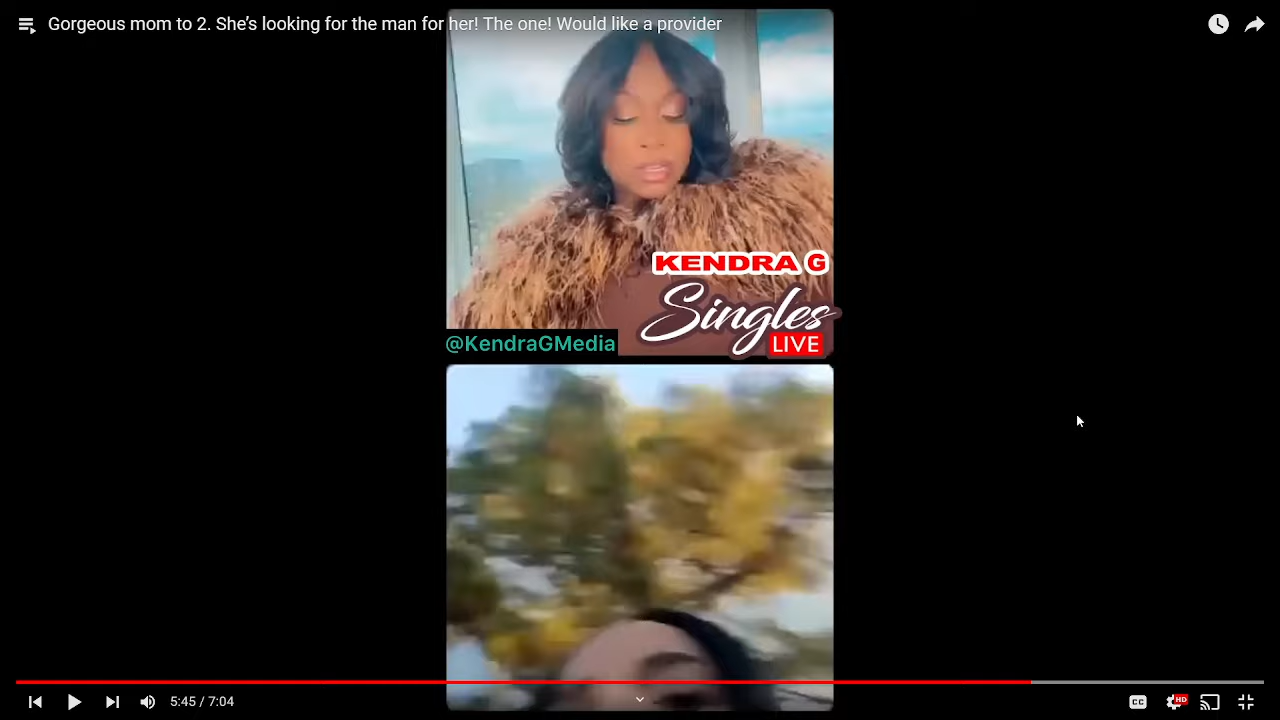 Gorgeous mom to 2. She’s looking for the man for her! The one! Would like a provider
KENDRA G
Singles
LIVE
@KendraGMedia
5:45 / 7:04
CC
HD